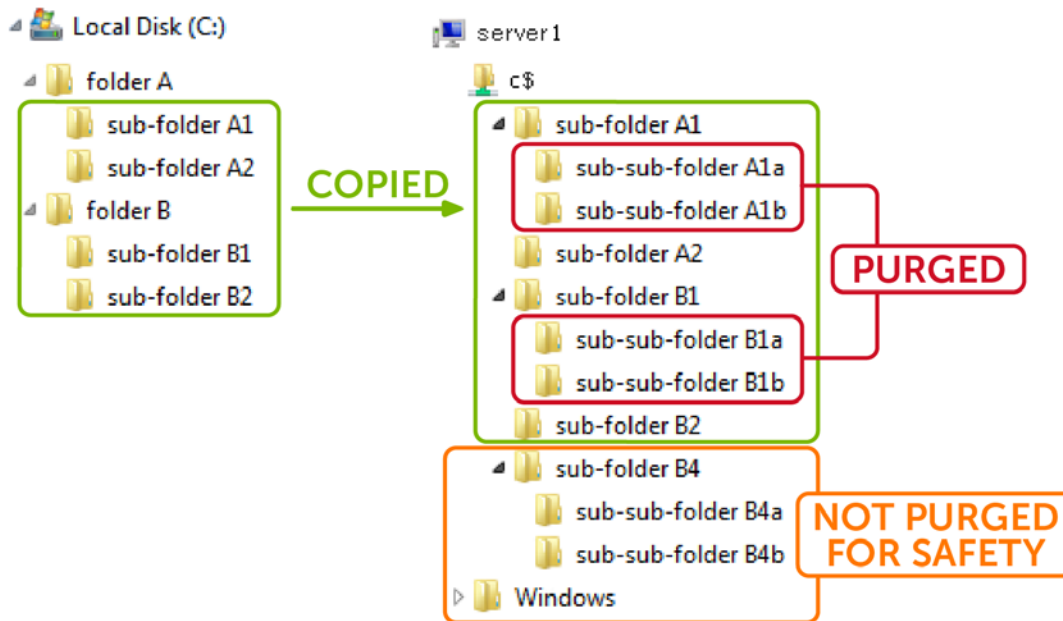 Local Disk (C:)
folder A
sub-folder A1
sub-folder A2
folder B
sub-folder B1
sub-folder B2
COPIED
server1
c$
sub-folder A1
sub-sub-folder A1a
sub-sub-folder A1b
sub-folder A2
sub-folder B1
sub-sub-folder B1a
sub-sub-folder B1b
sub-folder B2
PURGED
sub-folder B4
sub-sub-folder B4a
sub-sub-folder B4b
Windows
NOT PURGED
FOR SAFETY